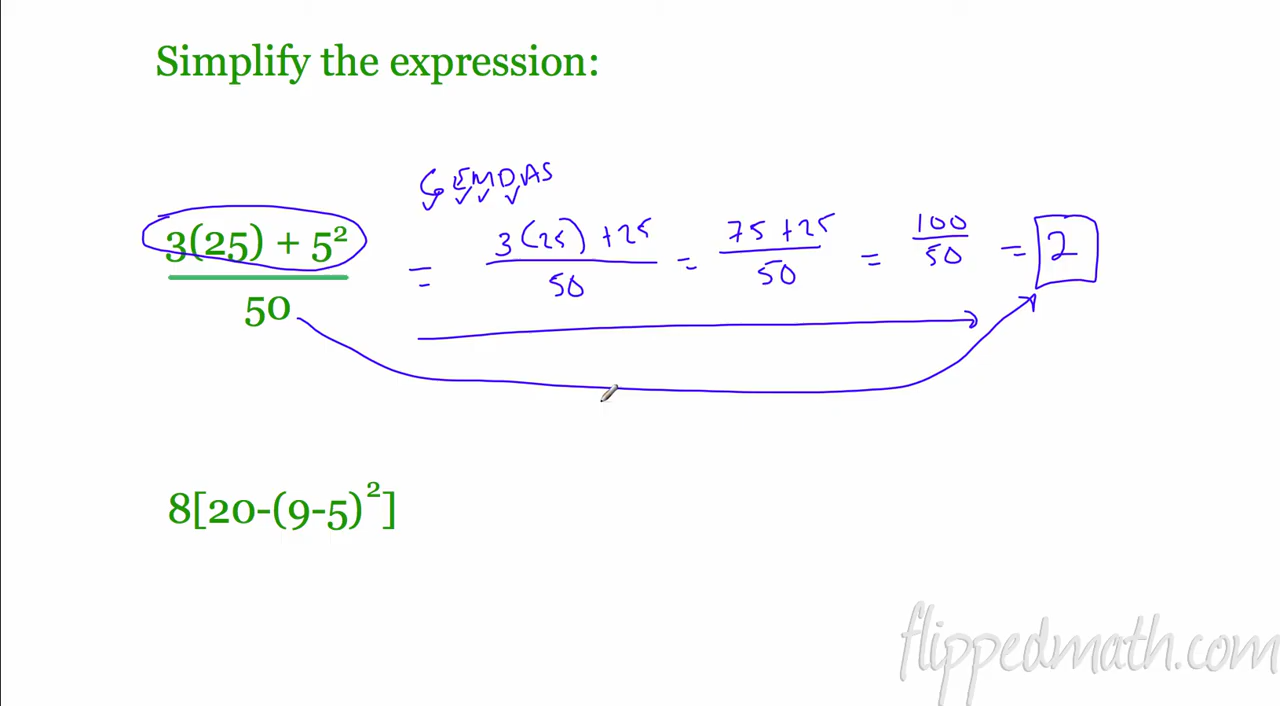 Simplify the expression:
GEMDAS
3(25) + 5² / 50 = 3(25) + 25 / 50 = 75 + 25 / 50 = 100 / 50 = 2
8[20-(9-5)²]
flippedmath.com